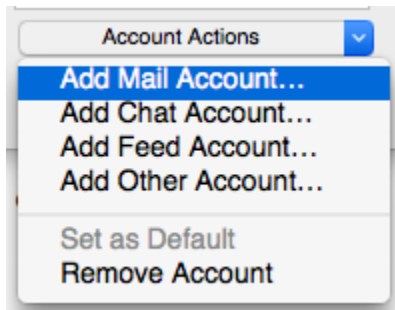 Account Actions
Add Mail Account...
Add Chat Account...
Add Feed Account...
Add Other Account...
Set as Default
Remove Account